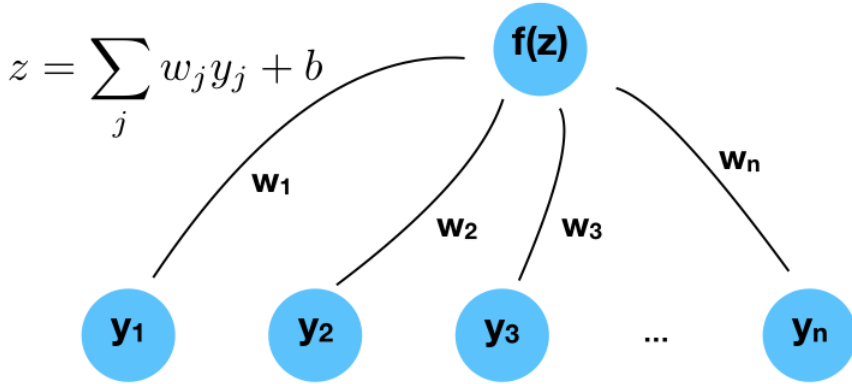 f(z)
z = ∑_j w_j y_j + b
w₁
w₂
w₃
wₙ
y₁
y₂
y₃
...
yₙ